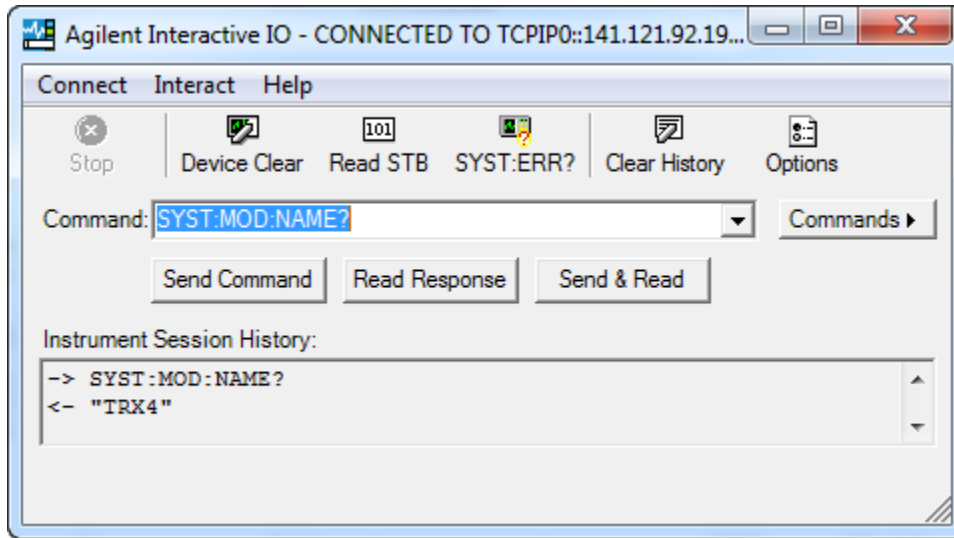 Agilent Interactive IO - CONNECTED TO TCPIP0::141.121.92.19...
Connect Interact Help
101
Stop Device Clear Read STB SYST:ERR? Clear History Options
Command: SYST:MOD:NAME? Commands
Send Command Read Response Send & Read
Instrument Session History:
-> SYST:MOD:NAME?
<- "TRX4"